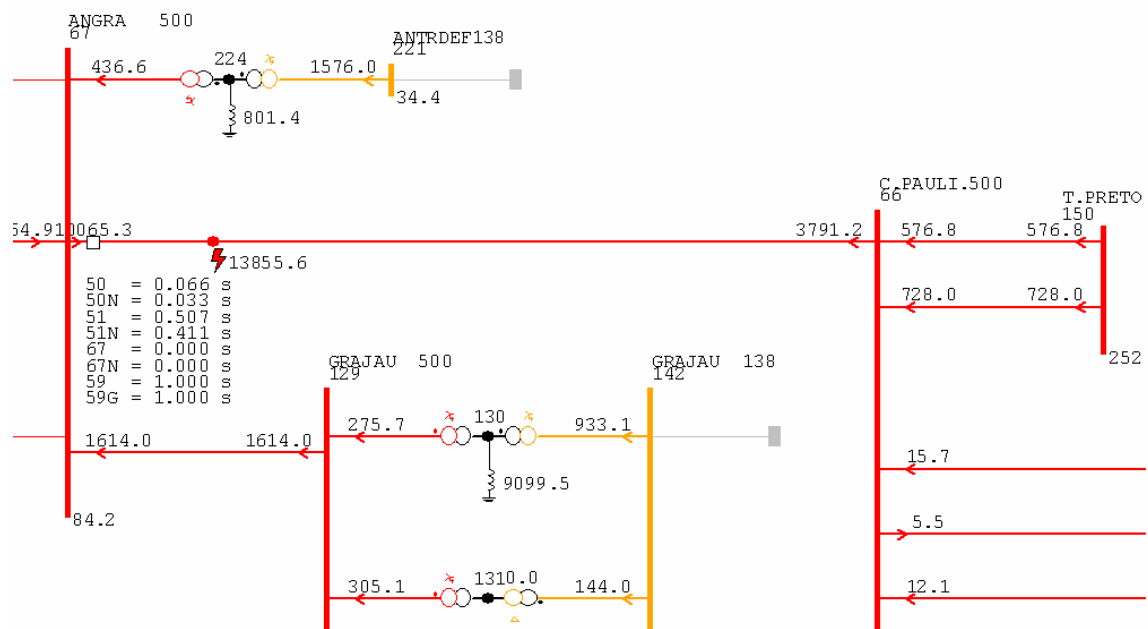 ANGRA 500
67
436.6
224
1576.0
ANTRDEF138
221
34.4
801.4
C.PAULI.500
66
T.PRETO
150
54.910065.3
3791.2
576.8
576.8
13855.6
50 = 0.066 s
50N = 0.033 s
51 = 0.507 s
51N = 0.411 s
67 = 0.000 s
67N = 0.000 s
59 = 1.000 s
59G = 1.000 s
728.0
728.0
252
GRAJAU 500
129
GRAJAU 138
142
275.7
130
933.1
1614.0
1614.0
9099.5
15.7
84.2
5.5
305.1
1310.0
144.0
12.1